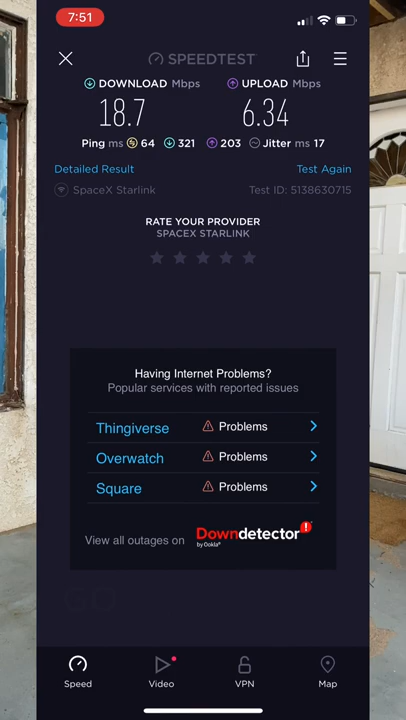 7:51
SPEEDTEST
DOWNLOAD Mbps UPLOAD Mbps
18.7 6.34
Ping ms 64 321 203 Jitter ms 17
Detailed Result Test Again
SpaceX Starlink Test ID: 5138630715
RATE YOUR PROVIDER
SPACEX STARLINK
Having Internet Problems?
Popular services with reported issues
Thingiverse Problems
Overwatch Problems
Square Problems
View all outages on Downdetector
by Ookla®
GO
Speed Video VPN Map